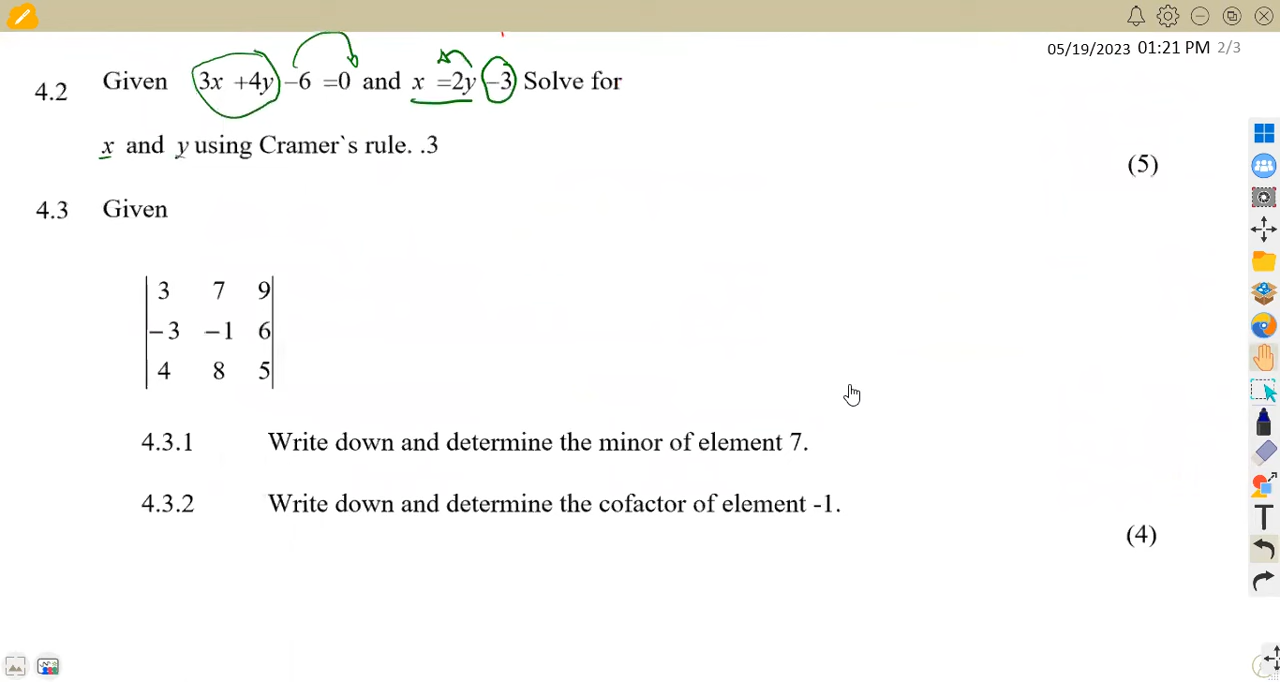 05/19/2023 01:21 PM 2/3
4.2 Given 3x +4y −6 =0 and x =2y −3 Solve for
x and y using Cramer`s rule. .3
(5)
4.3 Given
3 7 9
−3 −1 6
4 8 5
4.3.1 Write down and determine the minor of element 7.
4.3.2 Write down and determine the cofactor of element -1.
(4)